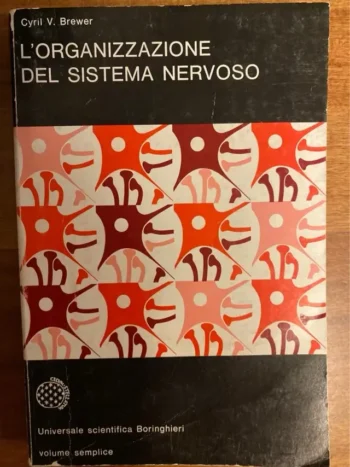 Cyril V. Brewer
L'ORGANIZZAZIONE
DEL SISTEMA NERVOSO
Universale scientifica Boringhieri
volume semplice